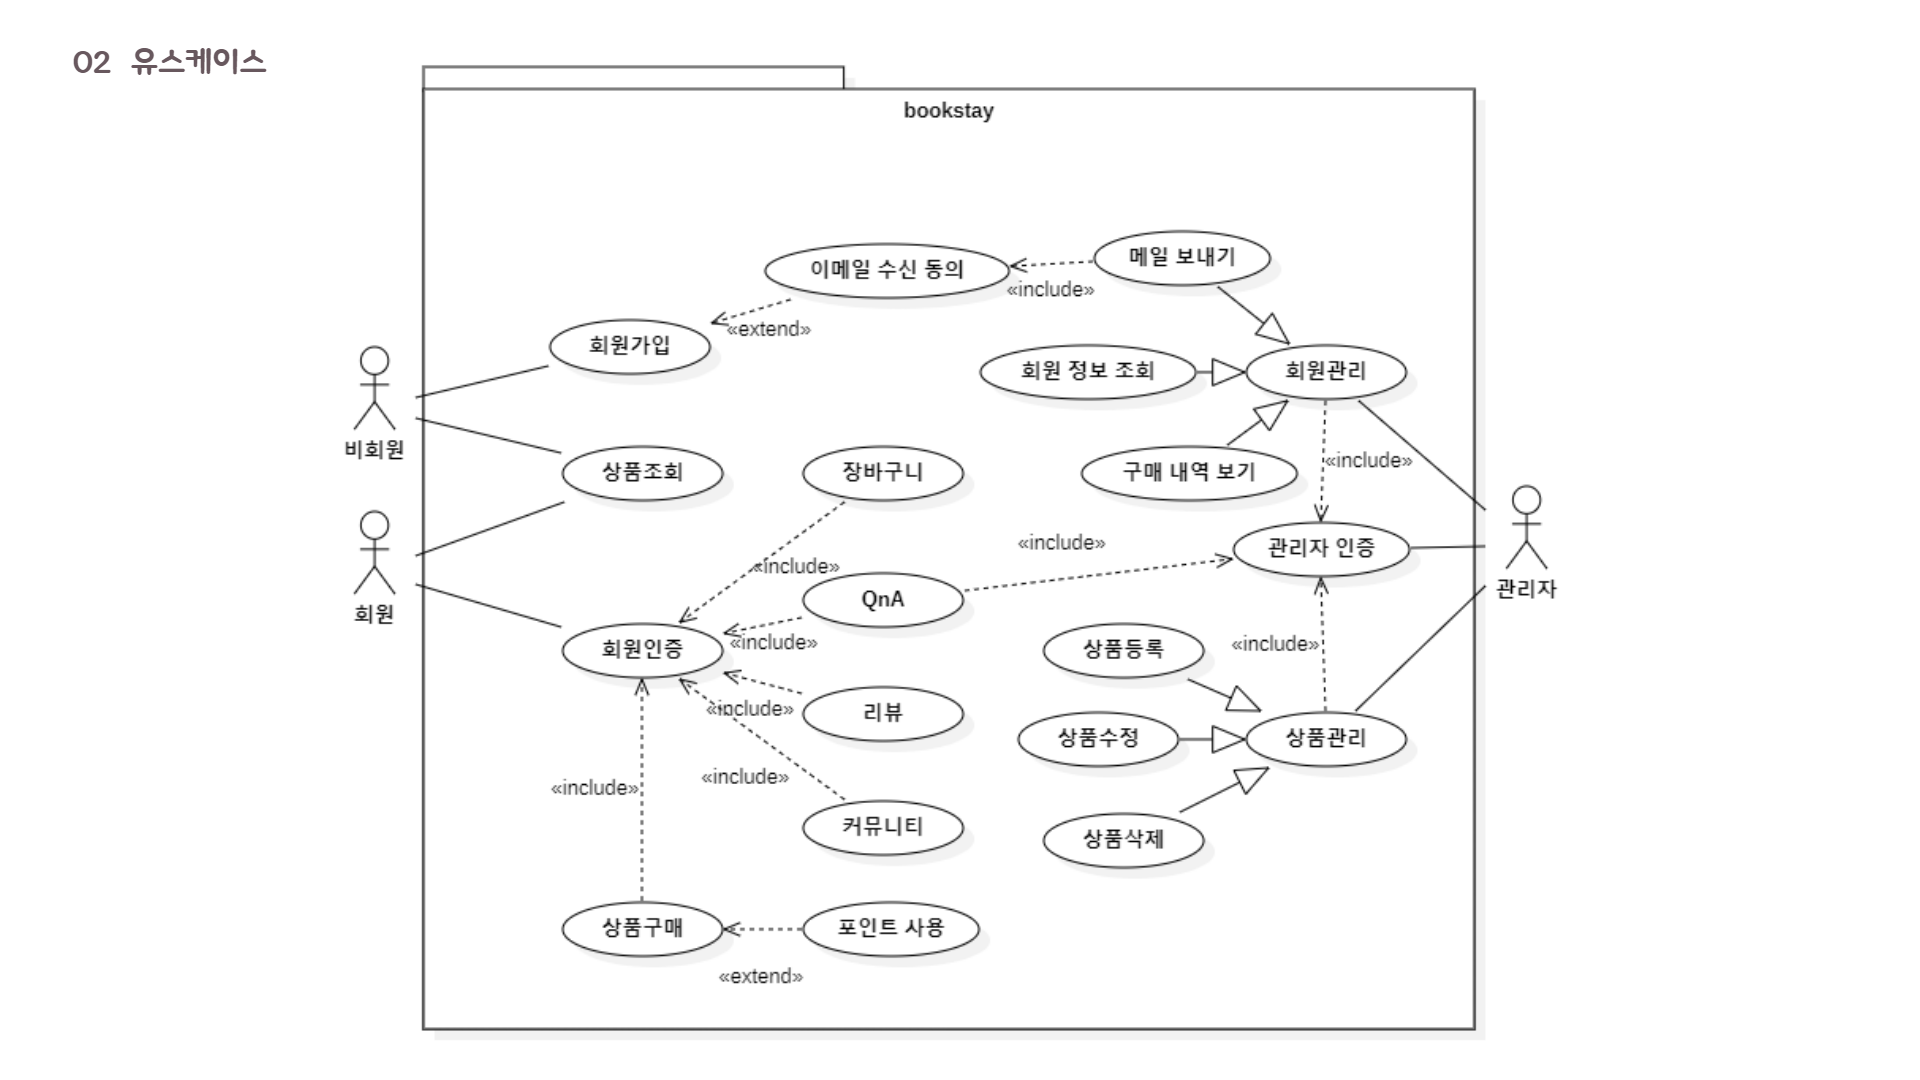 02 유스케이스
bookstay
메일 보내기
이메일 수신 동의
«include»
«extend»
회원가입
회원 정보 조회
회원관리
비회원
상품조회
장바구니
구매 내역 보기
«include»
회원
관리자 인증
관리자
«include»
«include»
QnA
«include»
회원인증
상품등록
«include»
«include»
리뷰
상품수정
상품관리
«include»
«include»
커뮤니티
상품삭제
상품구매
포인트 사용
«extend»